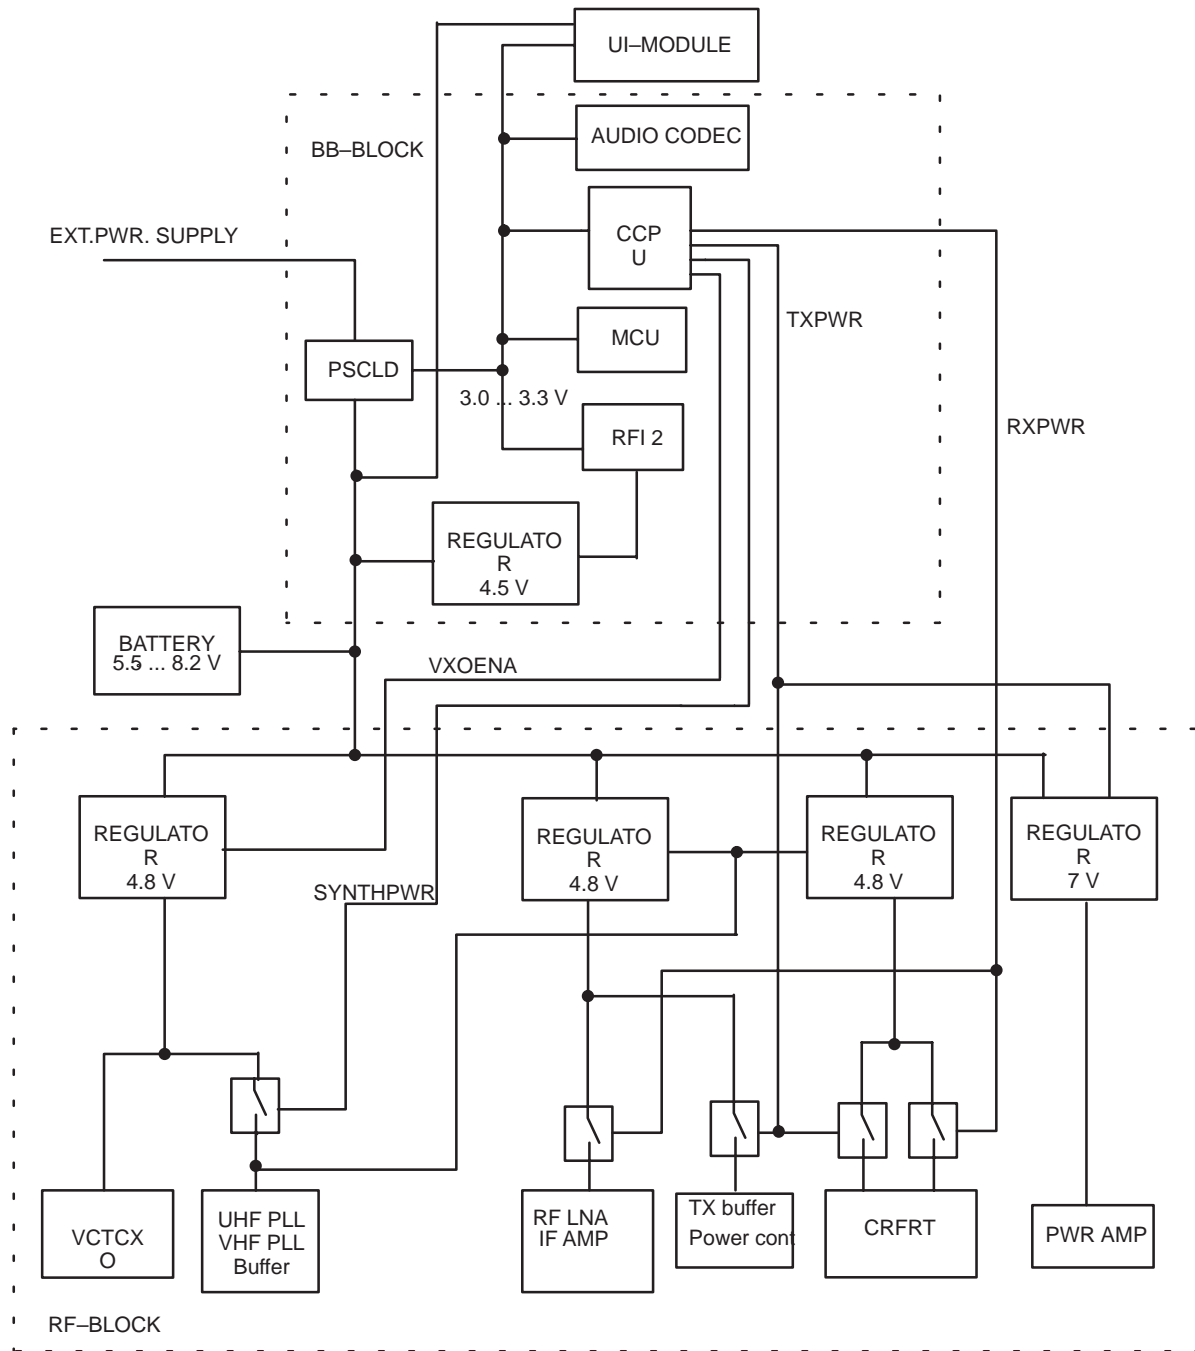 UI–MODULE
AUDIO CODEC
BB–BLOCK
EXT.PWR. SUPPLY
CCP
U
TXPWR
MCU
PSCLD
3.0 ... 3.3 V
RXPWR
RFI 2
REGULATO
R
4.5 V
BATTERY
5.5 ... 8.2 V
VXOENA
REGULATO
R
4.8 V
REGULATO
R
4.8 V
REGULATO
R
4.8 V
REGULATO
R
7 V
SYNTHPWR
VCTCX
O
UHF PLL
VHF PLL
Buffer
RF LNA
IF AMP
TX buffer
Power cont
CRFRT
PWR AMP
RF–BLOCK